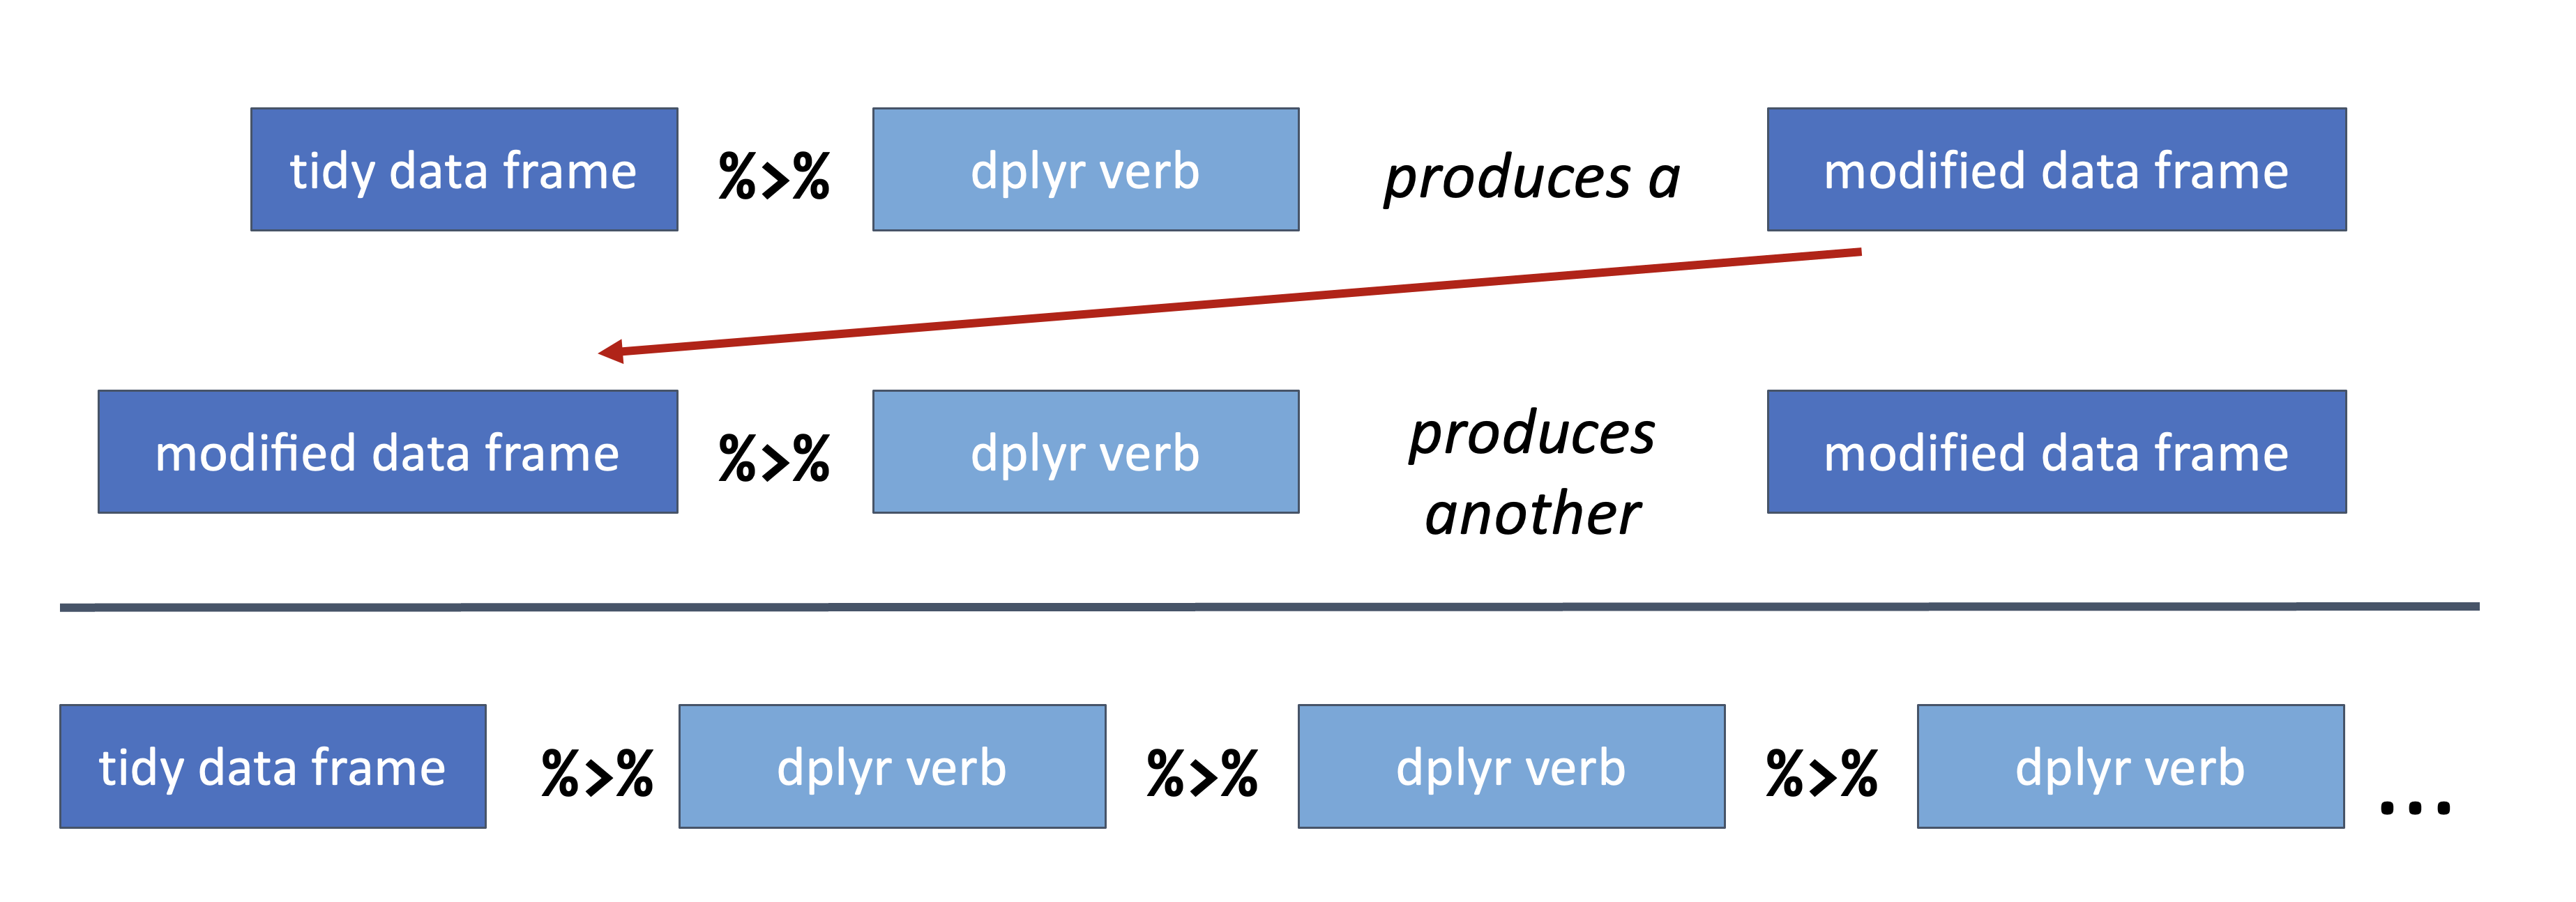 tidy data frame %>% dplyr verb produces a modified data frame
modified data frame %>% dplyr verb produces another modified data frame
tidy data frame %>% dplyr verb %>% dplyr verb %>% dplyr verb ...